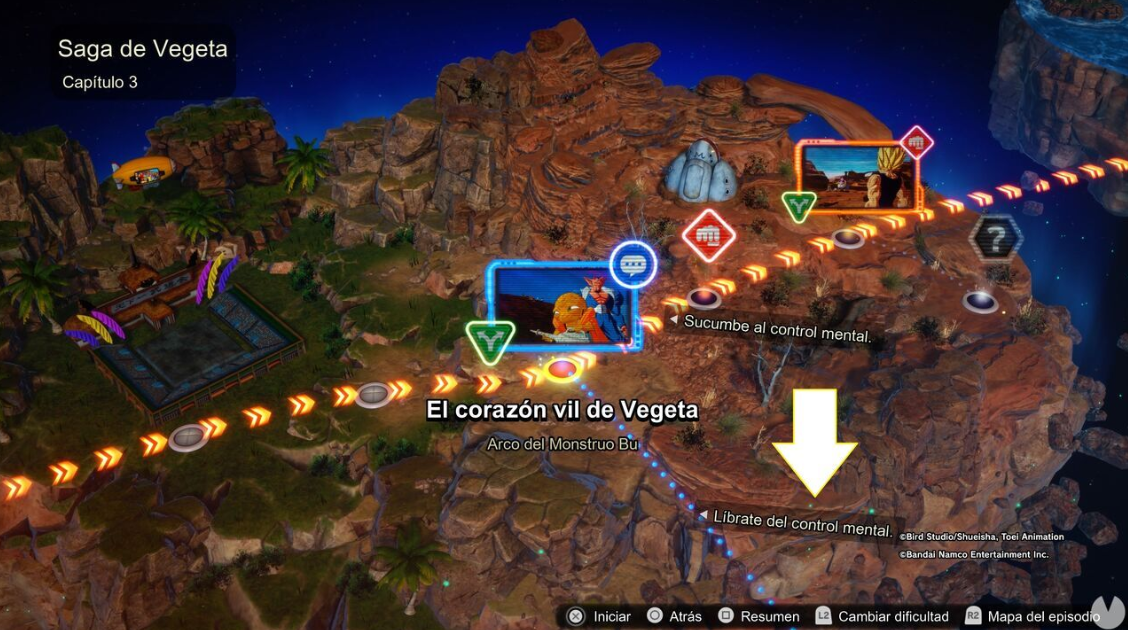 Saga de Vegeta
Capítulo 3
?
Sucumbe al control mental.
El corazón vil de Vegeta
Arco del Monstruo Bu
Líbrate del control mental.
©Bird Studio/Shueisha, Toei Animation
©Bandai Namco Entertainment Inc.
Iniciar Atrás Resumen L2 Cambiar dificultad R2 Mapa del episodio